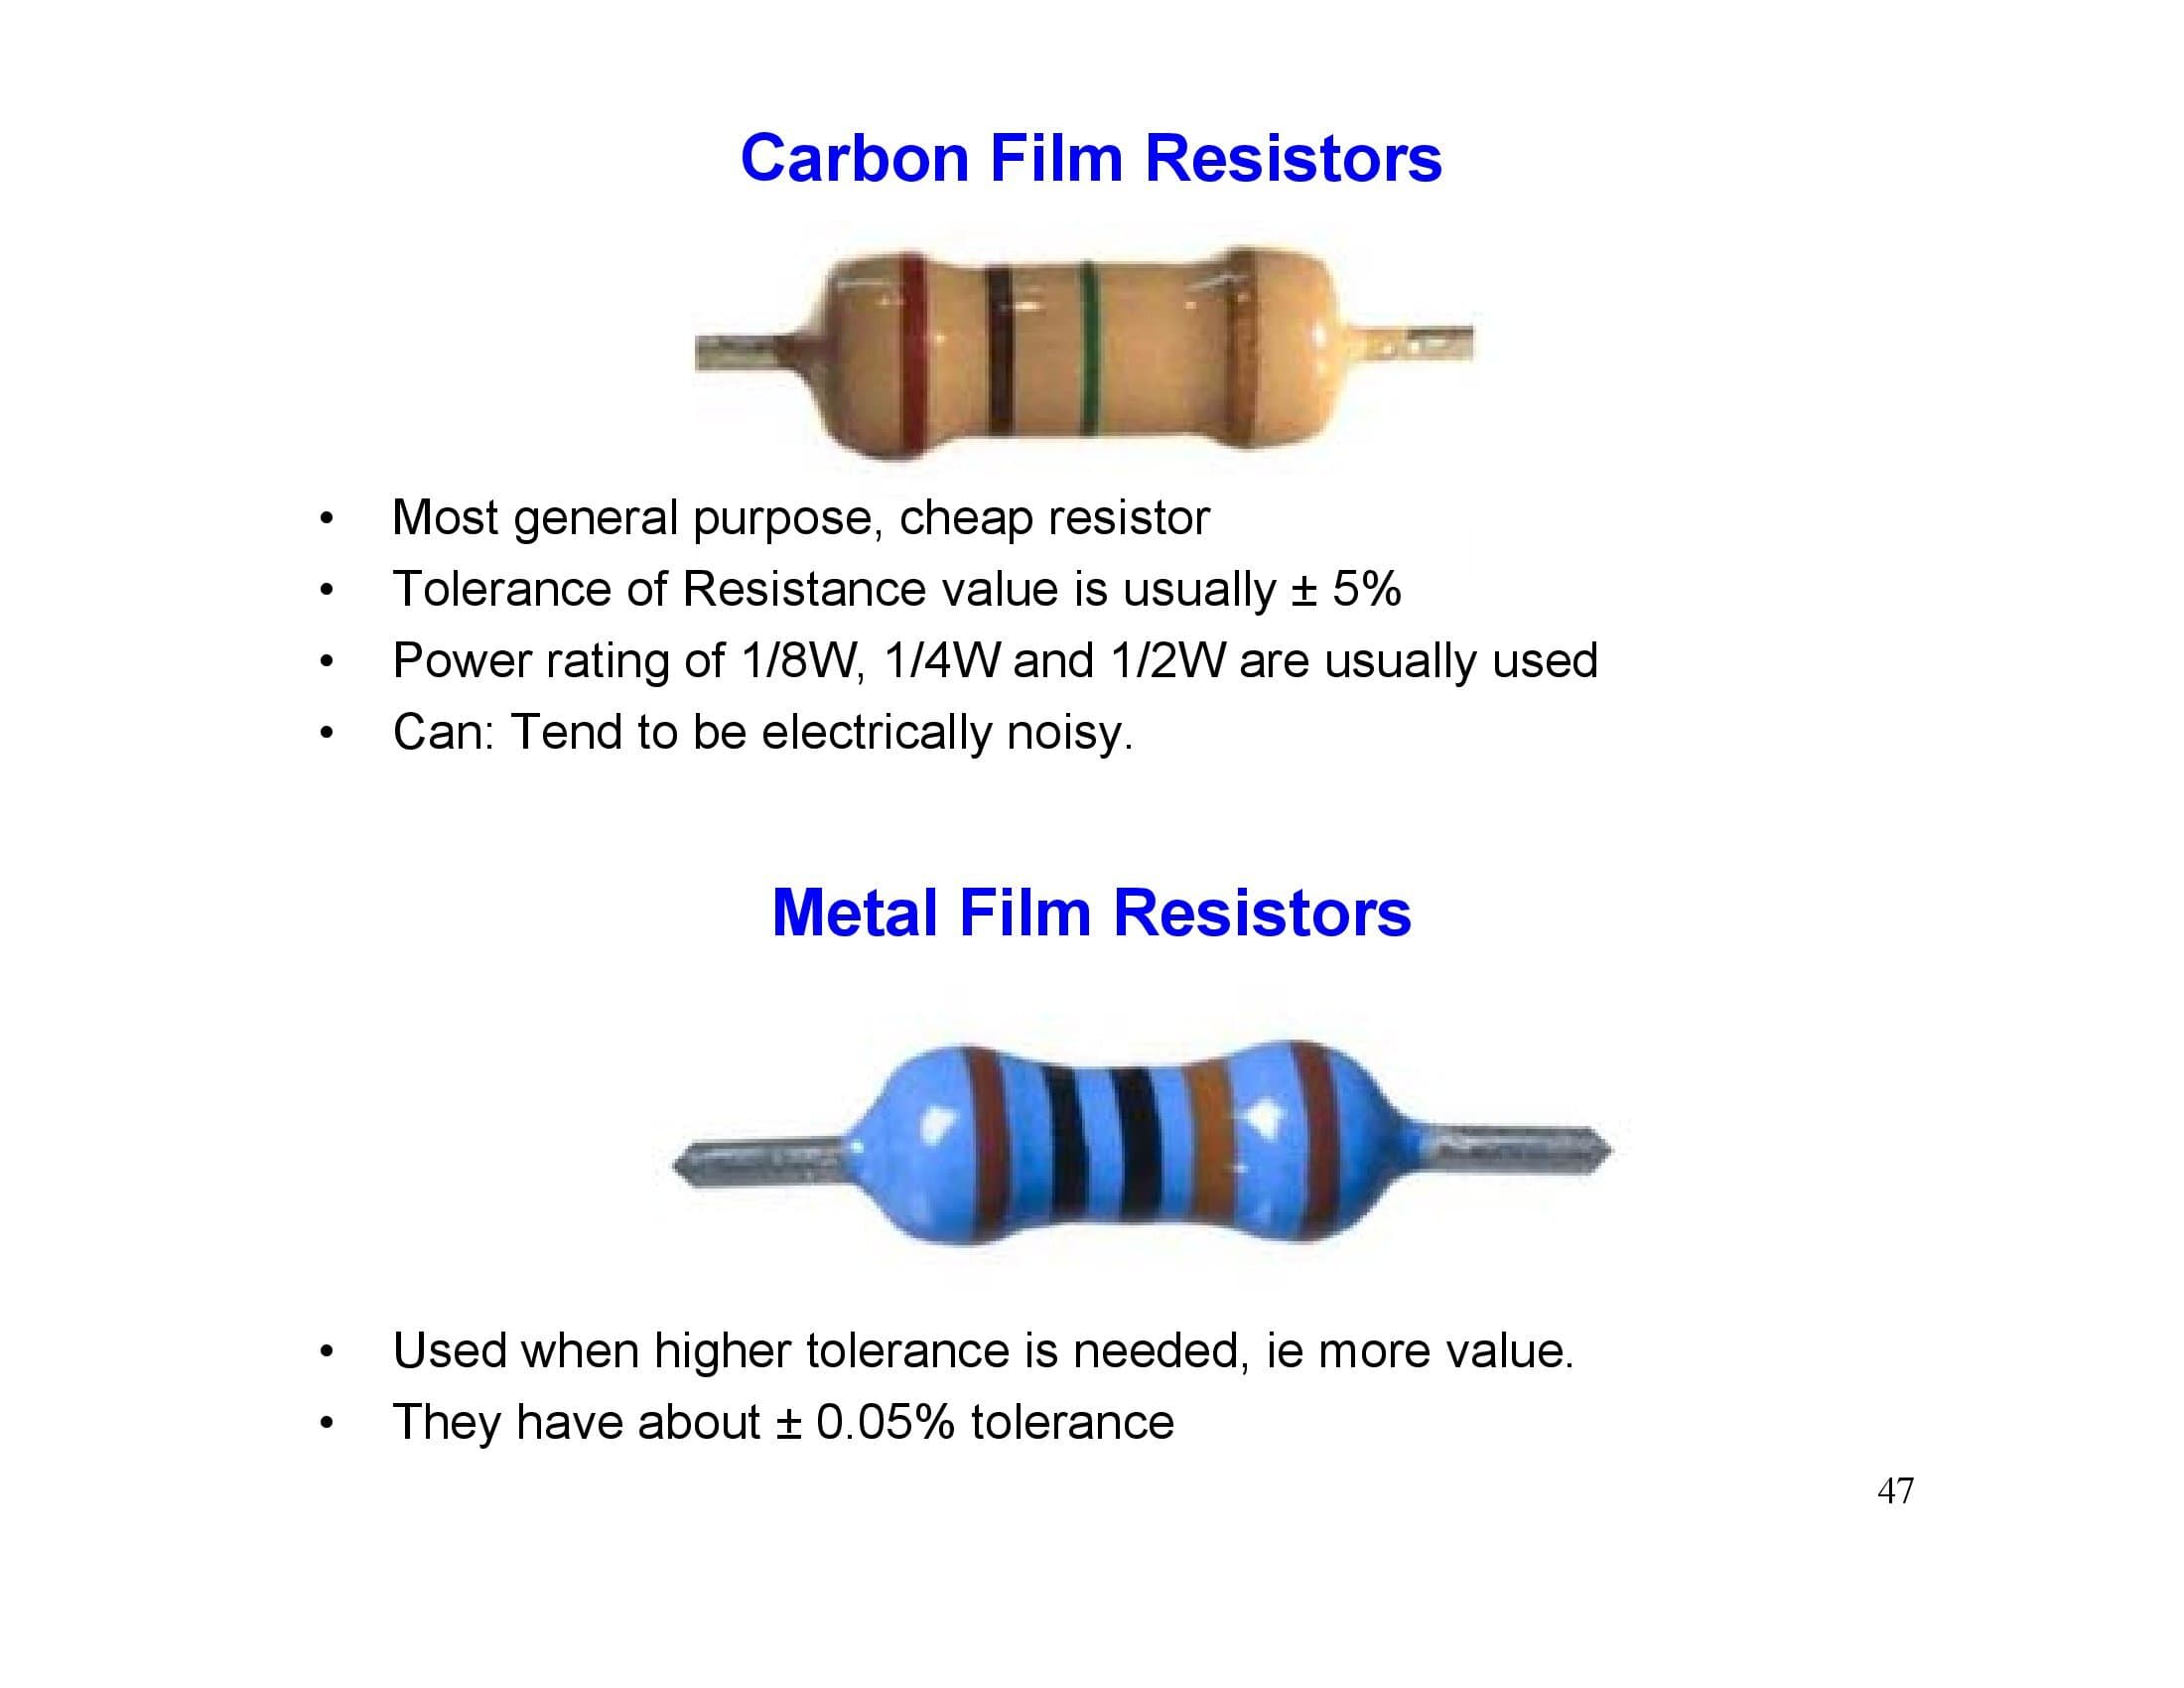 Carbon Film Resistors
• Most general purpose, cheap resistor
• Tolerance of Resistance value is usually ± 5%
• Power rating of 1/8W, 1/4W and 1/2W are usually used
• Can: Tend to be electrically noisy.
Metal Film Resistors
• Used when higher tolerance is needed, ie more value.
• They have about ± 0.05% tolerance
47